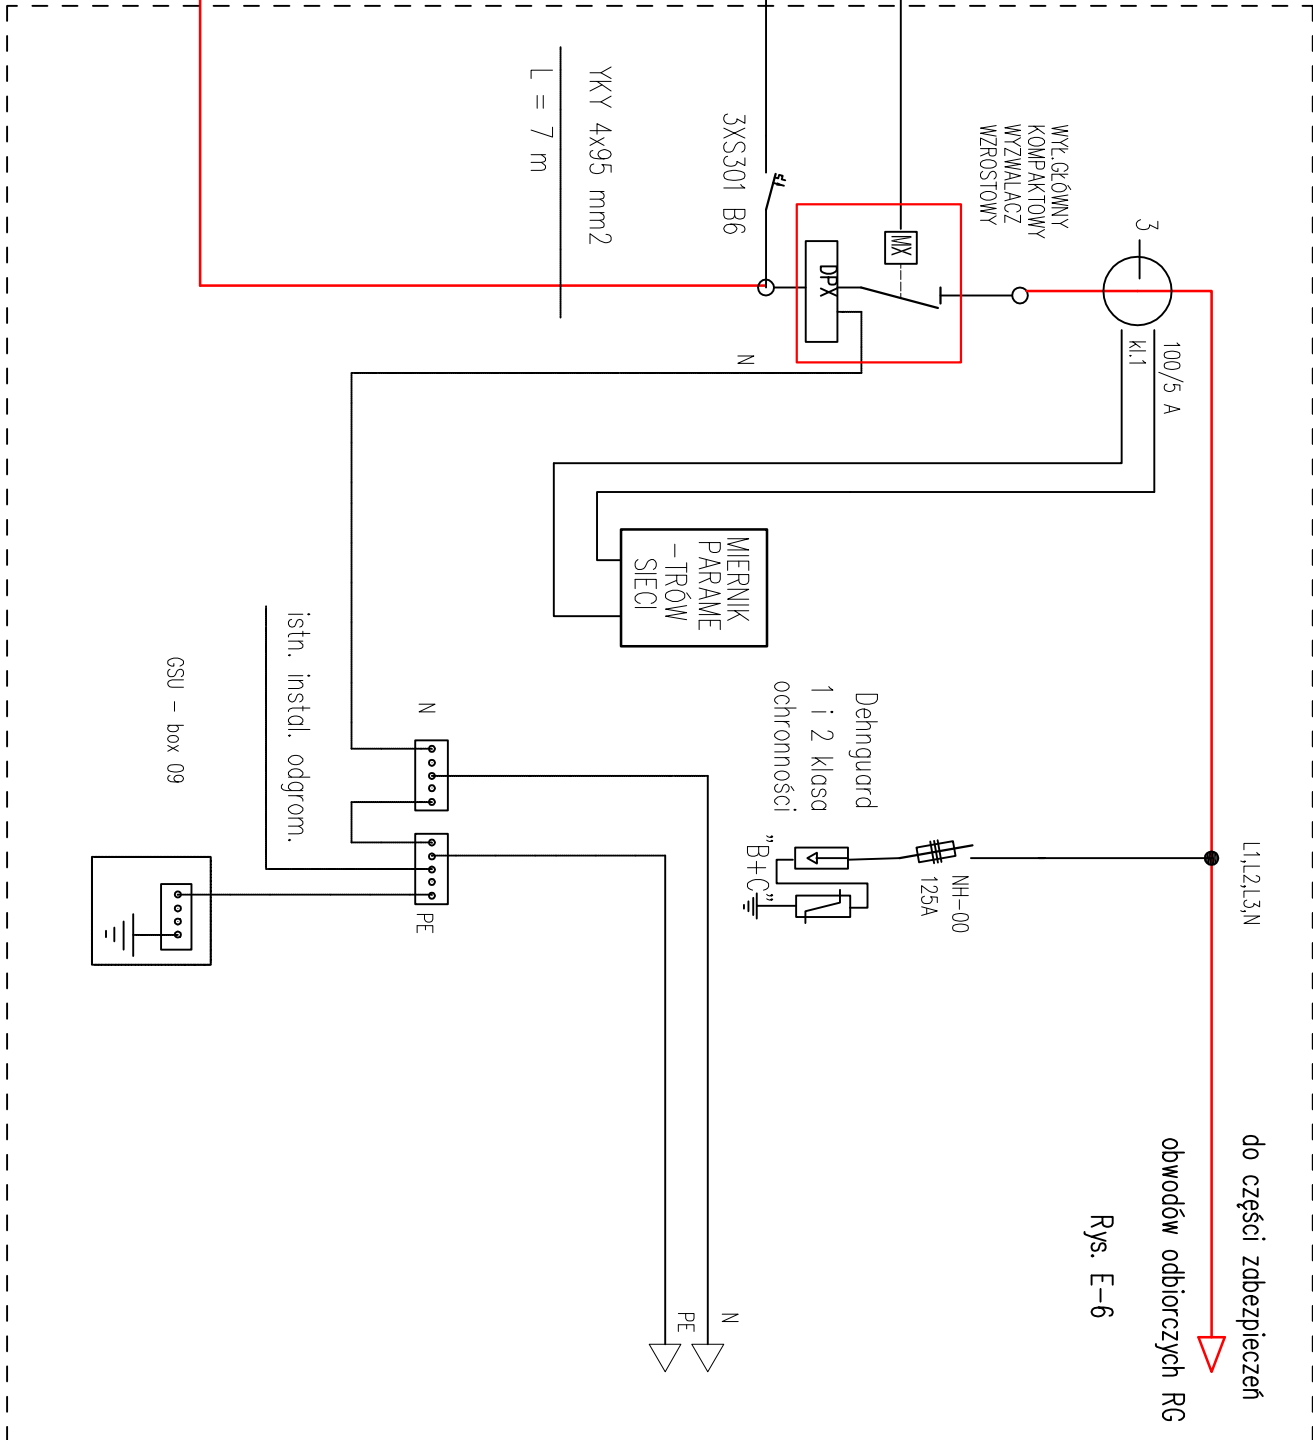 WYŁ.GŁÓWNY
KOMPAKTOWY
WYZWALACZ
WZROSTOWY
3
100/5 A
kl.1
3XS301 B6
YKY 4x95 mm2
L = 7 m
MX
DPX
N
MIERNIK
PARAME
-TRÓW
SIECI
L1,L2,L3,N
NH-00
125A
Dehnguard
1 i 2 klasa
ochronności
"B+C"
N
PE
istn. instal. odgrom.
GSU - box 09
do części zabezpieczeń
obwodów odbiorczych RG
Rys. E-6
N
PE